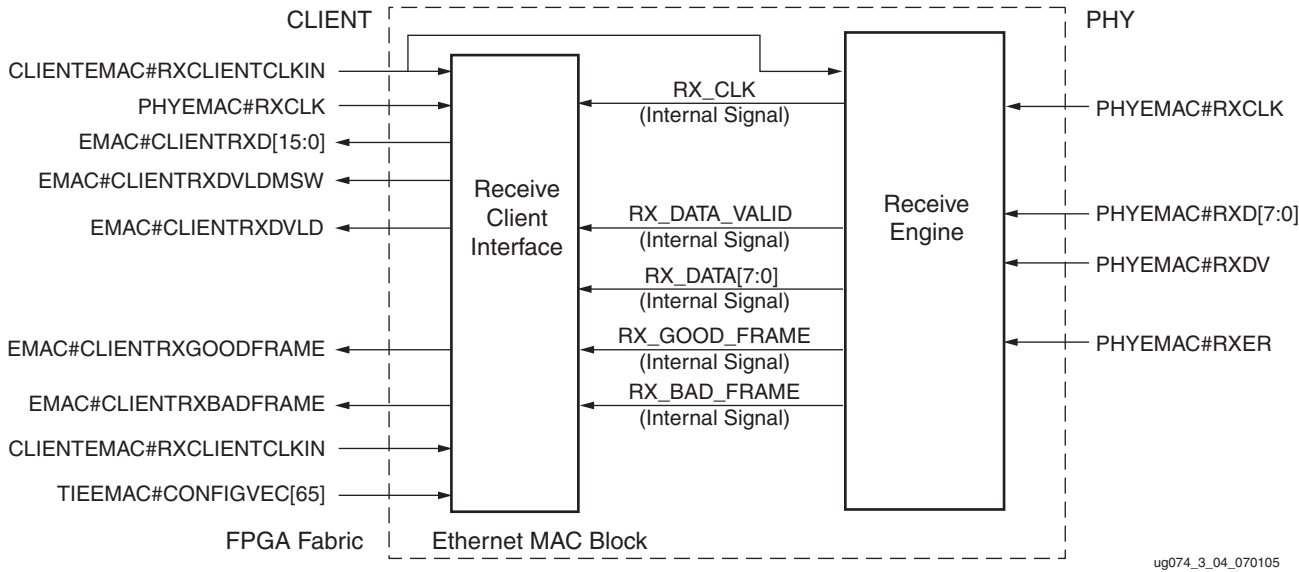 CLIENT
PHY
CLIENTEMAC#RXCLIENTCLKIN
PHYEMAC#RXCLK
EMAC#CLIENTRXD[15:0]
EMAC#CLIENTRXDVLDMSW
EMAC#CLIENTRXDVLD
EMAC#CLIENTRXGOODFRAME
EMAC#CLIENTRXBADFRAME
CLIENTEMAC#RXCLIENTCLKIN
TIEEMAC#CONFIGVEC[65]
Receive
Client
Interface
RX_CLK
(Internal Signal)
RX_DATA_VALID
(Internal Signal)
RX_DATA[7:0]
(Internal Signal)
RX_GOOD_FRAME
(Internal Signal)
RX_BAD_FRAME
(Internal Signal)
Receive
Engine
PHYEMAC#RXCLK
PHYEMAC#RXD[7:0]
PHYEMAC#RXDV
PHYEMAC#RXER
FPGA Fabric
Ethernet MAC Block
ug074_3_04_070105